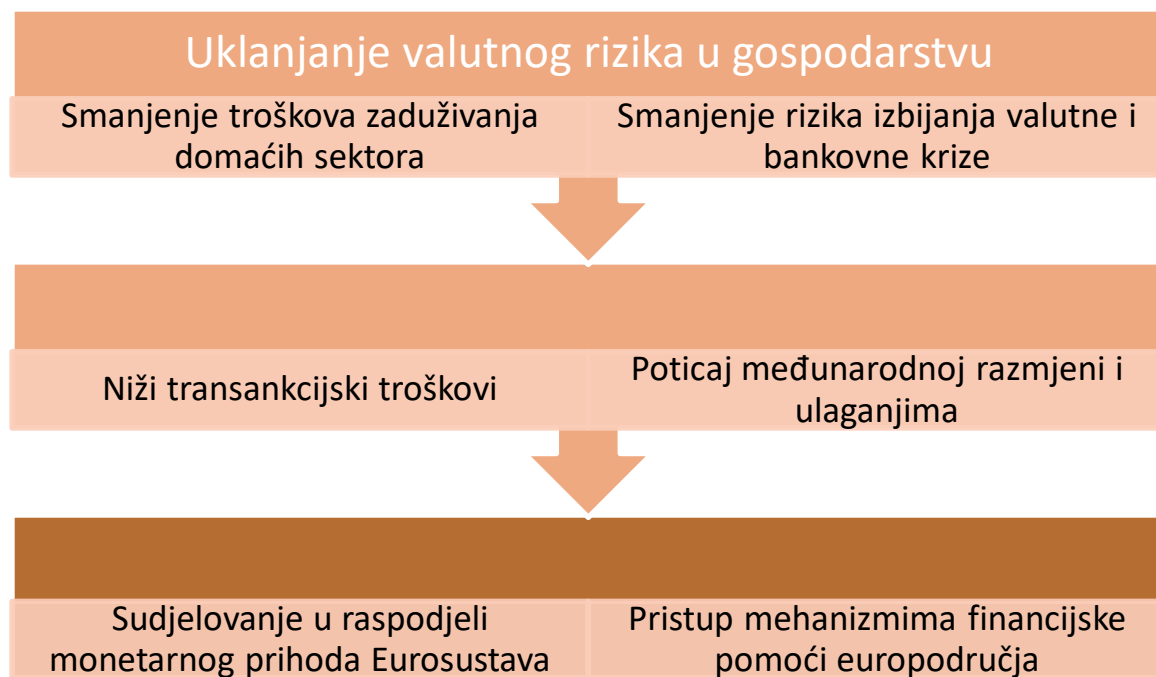 Uklanjanje valutnog rizika u gospodarstvu
Smanjenje troškova zaduživanja
domaćih sektora
Smanjenje rizika izbijanja valutne i
bankovne krize
Niži transankcijski troškovi
Poticaj međunarodnoj razmjeni i
ulaganjima
Sudjelovanje u raspodjeli
monetarnog prihoda Eurosustava
Pristup mehanizmima financijske
pomoći europodručja